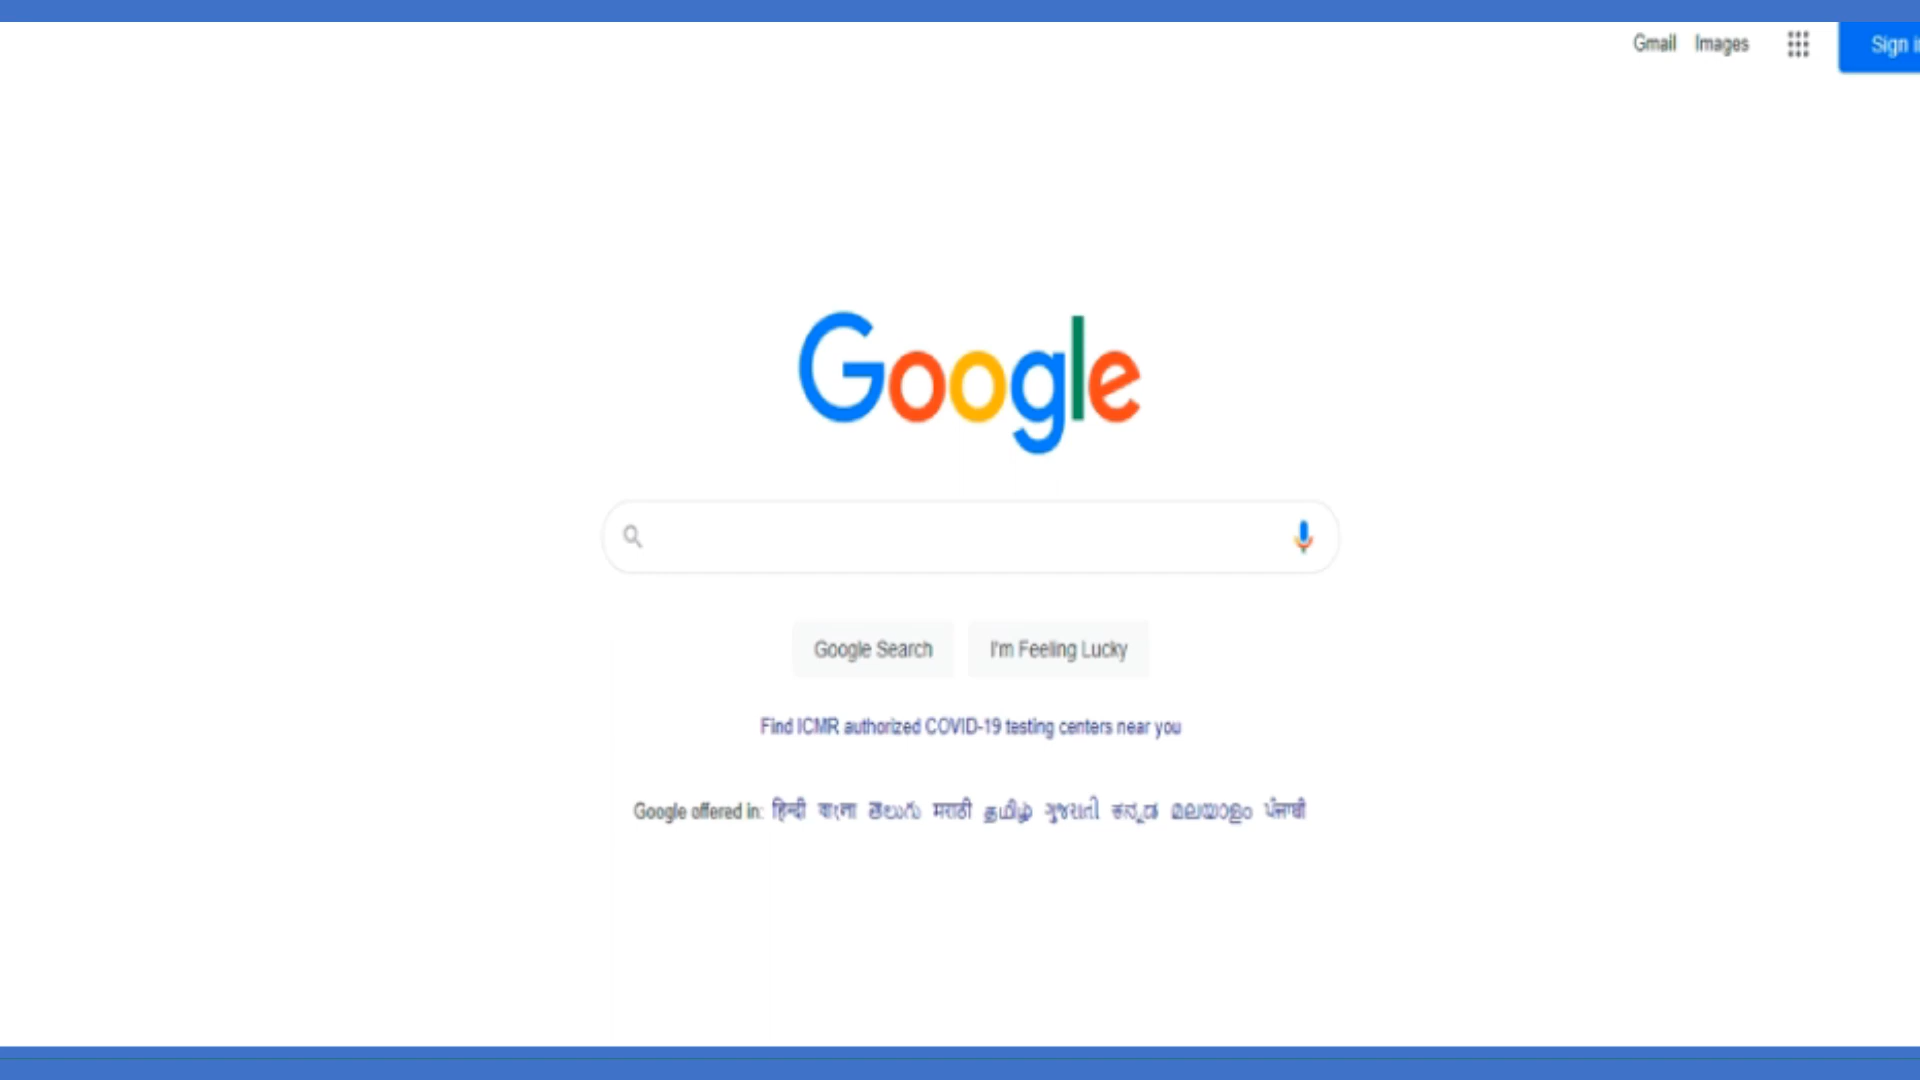 Gmail Images Sign i
Google
Google Search I'm Feeling Lucky
Find ICMR authorized COVID-19 testing centers near you
Google offered in: हिन्दी বাংলা తెలుగు मराठी தமிழ் ગુજરાતી ಕನ್ನಡ മലയാളം ਪੰਜਾਬੀ